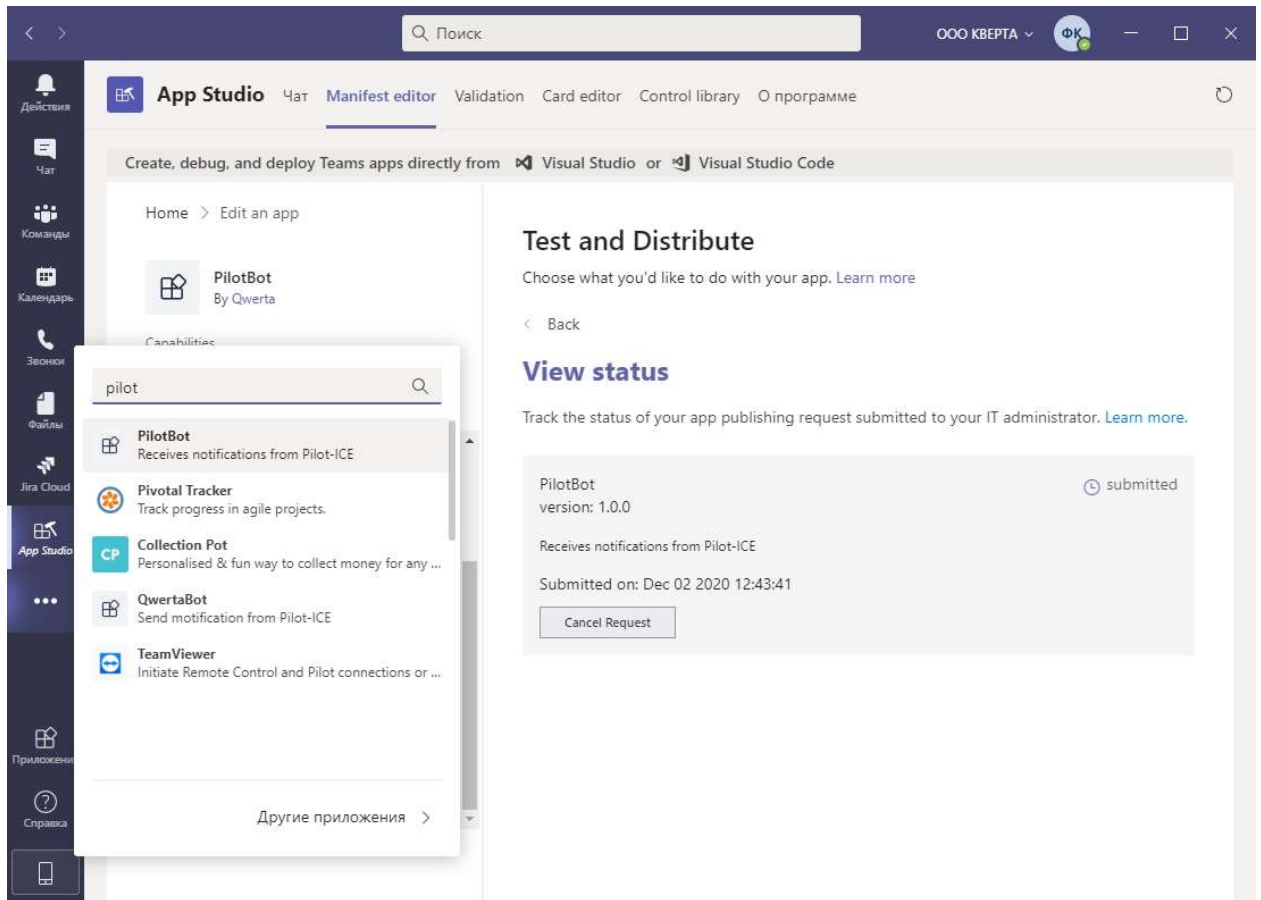 Поиск
ООО КВЕРТА
ФК
Действия
Чат
Команды
Календарь
Звонки
Файлы
Jira Cloud
App Studio
Приложени
Справка
App Studio Чат Manifest editor Validation Card editor Control library О программе
Create, debug, and deploy Teams apps directly from Visual Studio or Visual Studio Code
Home > Edit an app
PilotBot
By Qwerta
Capabilities
pilot
PilotBot
Receives notifications from Pilot-ICE
Pivotal Tracker
Track progress in agile projects.
CP
Collection Pot
Personalised & fun way to collect money for any ...
QwertaBot
Send motification from Pilot-ICE
TeamViewer
Initiate Remote Control and Pilot connections or ...
Другие приложения >
Test and Distribute
Choose what you'd like to do with your app. Learn more
< Back
View status
Track the status of your app publishing request submitted to your IT administrator. Learn more.
PilotBot
submitted
version: 1.0.0
Receives notifications from Pilot-ICE
Submitted on: Dec 02 2020 12:43:41
Cancel Request